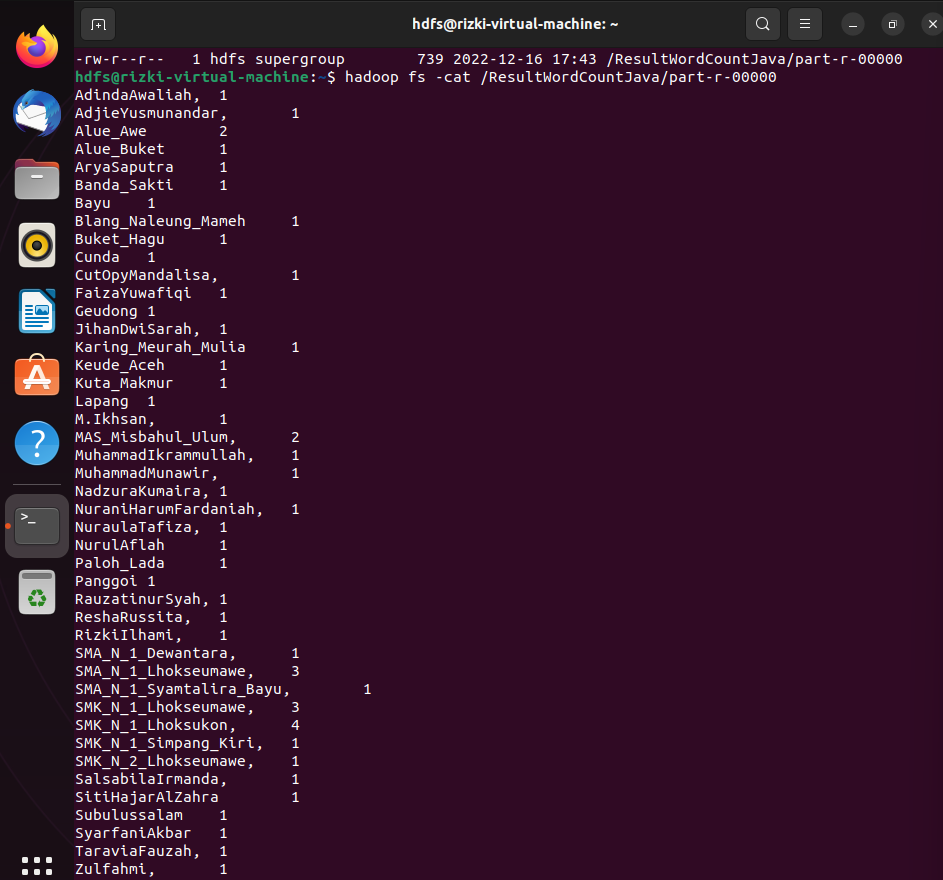 hdfs@rizki-virtual-machine: ~
-rw-r--r--   1 hdfs supergroup        739 2022-12-16 17:43 /ResultWordCountJava/part-r-00000
hdfs@rizki-virtual-machine:~$ hadoop fs -cat /ResultWordCountJava/part-r-00000
AdindaAwaliah,	1
AdjieYusmunandar,	1
Alue_Awe	2
Alue_Buket	1
AryaSaputra	1
Banda_Sakti	1
Bayu	1
Blang_Naleung_Mameh	1
Buket_Hagu	1
Cunda	1
CutOpyMandalisa,	1
FaizaYuwafiqi	1
Geudong	1
JihanDwiSarah,	1
Karing_Meurah_Mulia	1
Keude_Aceh	1
Kuta_Makmur	1
Lapang	1
M.Ikhsan,	1
MAS_Misbahul_Ulum,	2
MuhammadIkrammullah,	1
MuhammadMunawir,	1
NadzuraKumaira,	1
NuraniHarumFardaniah,	1
NuraulaTafiza,	1
NurulAflah	1
Paloh_Lada	1
Panggoi	1
RauzatinurSyah,	1
ReshaRussita,	1
RizkiIlhami,	1
SMA_N_1_Dewantara,	1
SMA_N_1_Lhokseumawe,	3
SMA_N_1_Syamtalira_Bayu,	1
SMK_N_1_Lhokseumawe,	3
SMK_N_1_Lhoksukon,	4
SMK_N_1_Simpang_Kiri,	1
SMK_N_2_Lhokseumawe,	1
SalsabilaIrmanda,	1
SitiHajarAlZahra	1
Subulussalam	1
SyarfaniAkbar	1
TaraviaFauzah,	1
Zulfahmi,	1